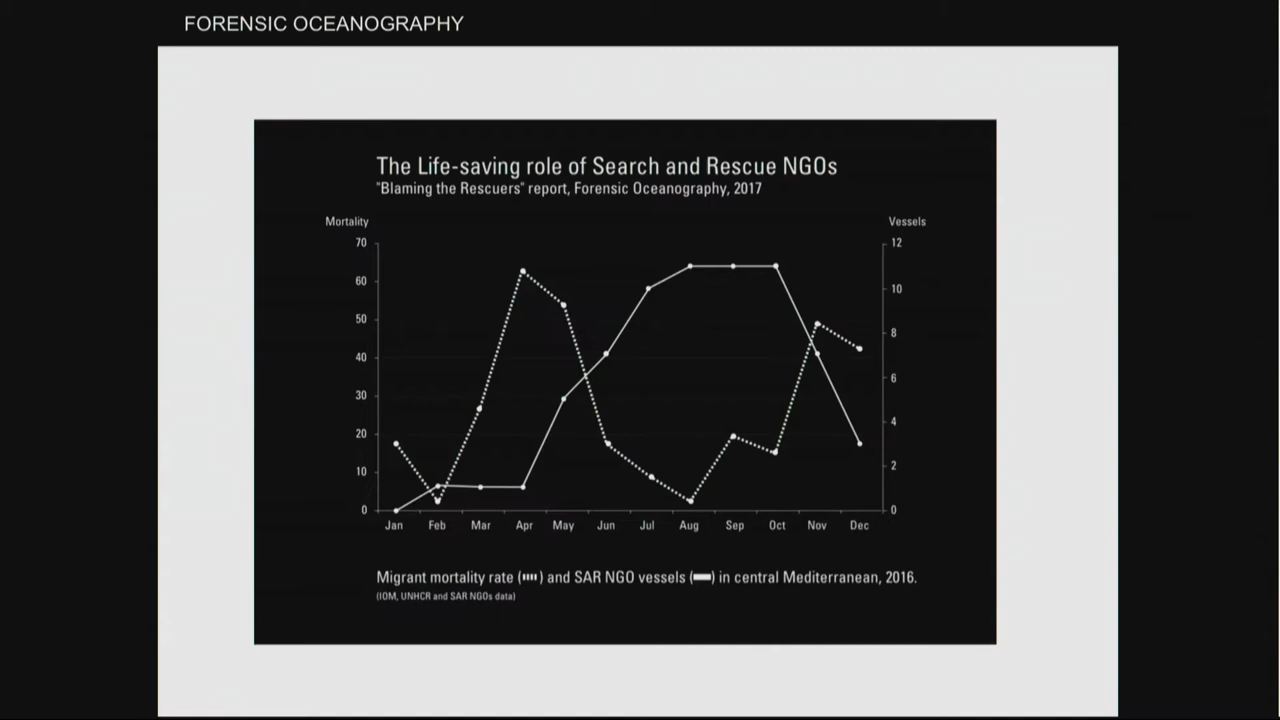 FORENSIC OCEANOGRAPHY
The Life-saving role of Search and Rescue NGOs
"Blaming the Rescuers" report, Forensic Oceanography, 2017
Mortality Vessels
70 12
60
10
50
8
40
6
30
4
20
2
10
0 0
Jan Feb Mar Apr May Jun Jul Aug Sep Oct Nov Dec
Migrant mortality rate ( ) and SAR NGO vessels ( ) in central Mediterranean, 2016.
(IOM, UNHCR and SAR NGOs data)